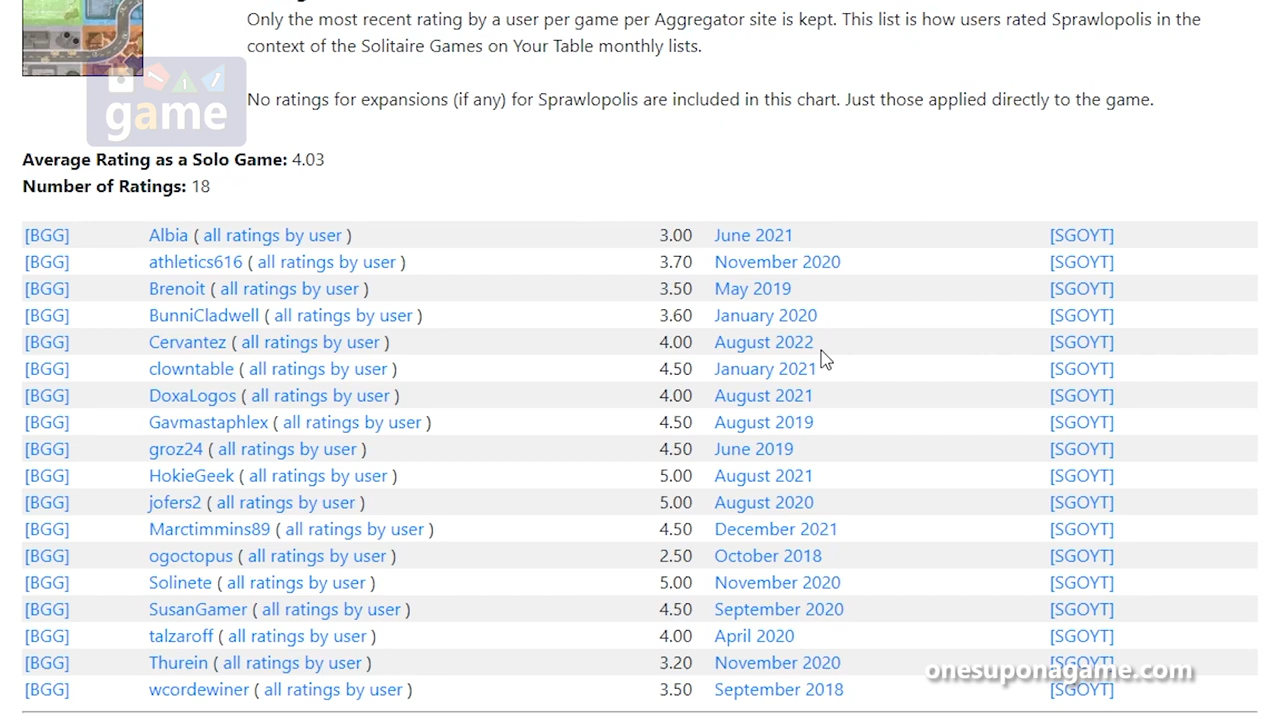 Only the most recent rating by a user per game per Aggregator site is kept. This list is how users rated Sprawlopolis in the
context of the Solitaire Games on Your Table monthly lists.
game
No ratings for expansions (if any) for Sprawlopolis are included in this chart. Just those applied directly to the game.
Average Rating as a Solo Game: 4.03
Number of Ratings: 18
[BGG] Albia ( all ratings by user ) 3.00 June 2021 [SGOYT]
[BGG] athletics616 ( all ratings by user ) 3.70 November 2020 [SGOYT]
[BGG] Brenoit ( all ratings by user ) 3.50 May 2019 [SGOYT]
[BGG] BunniCladwell ( all ratings by user ) 3.60 January 2020 [SGOYT]
[BGG] Cervantez ( all ratings by user ) 4.00 August 2022 [SGOYT]
[BGG] clowntable ( all ratings by user ) 4.50 January 2021 [SGOYT]
[BGG] DoxaLogos ( all ratings by user ) 4.00 August 2021 [SGOYT]
[BGG] Gavmastaphlex ( all ratings by user ) 4.50 August 2019 [SGOYT]
[BGG] groz24 ( all ratings by user ) 4.50 June 2019 [SGOYT]
[BGG] HokieGeek ( all ratings by user ) 5.00 August 2021 [SGOYT]
[BGG] jofers2 ( all ratings by user ) 5.00 August 2020 [SGOYT]
[BGG] Marctimmins89 ( all ratings by user ) 4.50 December 2021 [SGOYT]
[BGG] ogoctopus ( all ratings by user ) 2.50 October 2018 [SGOYT]
[BGG] Solinete ( all ratings by user ) 5.00 November 2020 [SGOYT]
[BGG] SusanGamer ( all ratings by user ) 4.50 September 2020 [SGOYT]
[BGG] talzaroff ( all ratings by user ) 4.00 April 2020 [SGOYT]
[BGG] Thurein ( all ratings by user ) 3.20 November 2020 [SGOYT]
onesuponagame.com
[BGG] wcordewiner ( all ratings by user ) 3.50 September 2018 [SGOYT]